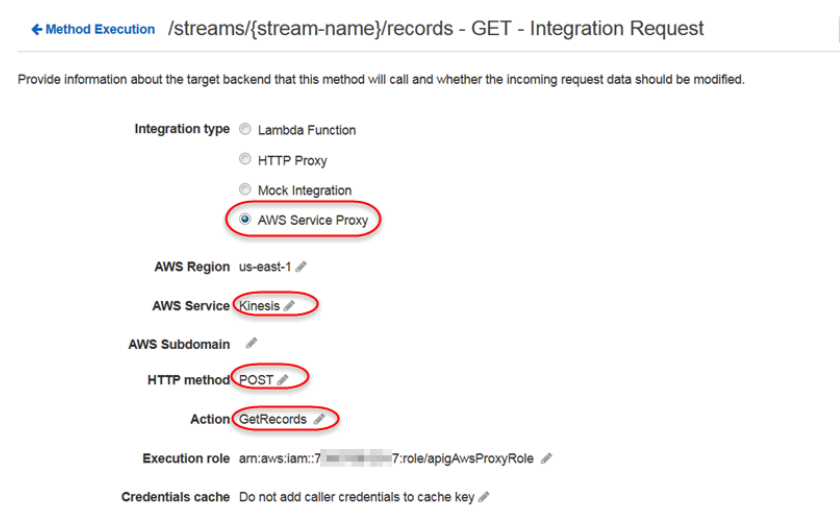 Method Execution /streams/{stream-name}/records - GET - Integration Request
Provide information about the target backend that this method will call and whether the incoming request data should be modified.
Integration type Lambda Function
HTTP Proxy
Mock Integration
AWS Service Proxy
AWS Region us-east-1
AWS Service Kinesis
AWS Subdomain
HTTP method POST
Action GetRecords
Execution role arn:aws:iam::7 7:role/apigAwsProxyRole
Credentials cache Do not add caller credentials to cache key